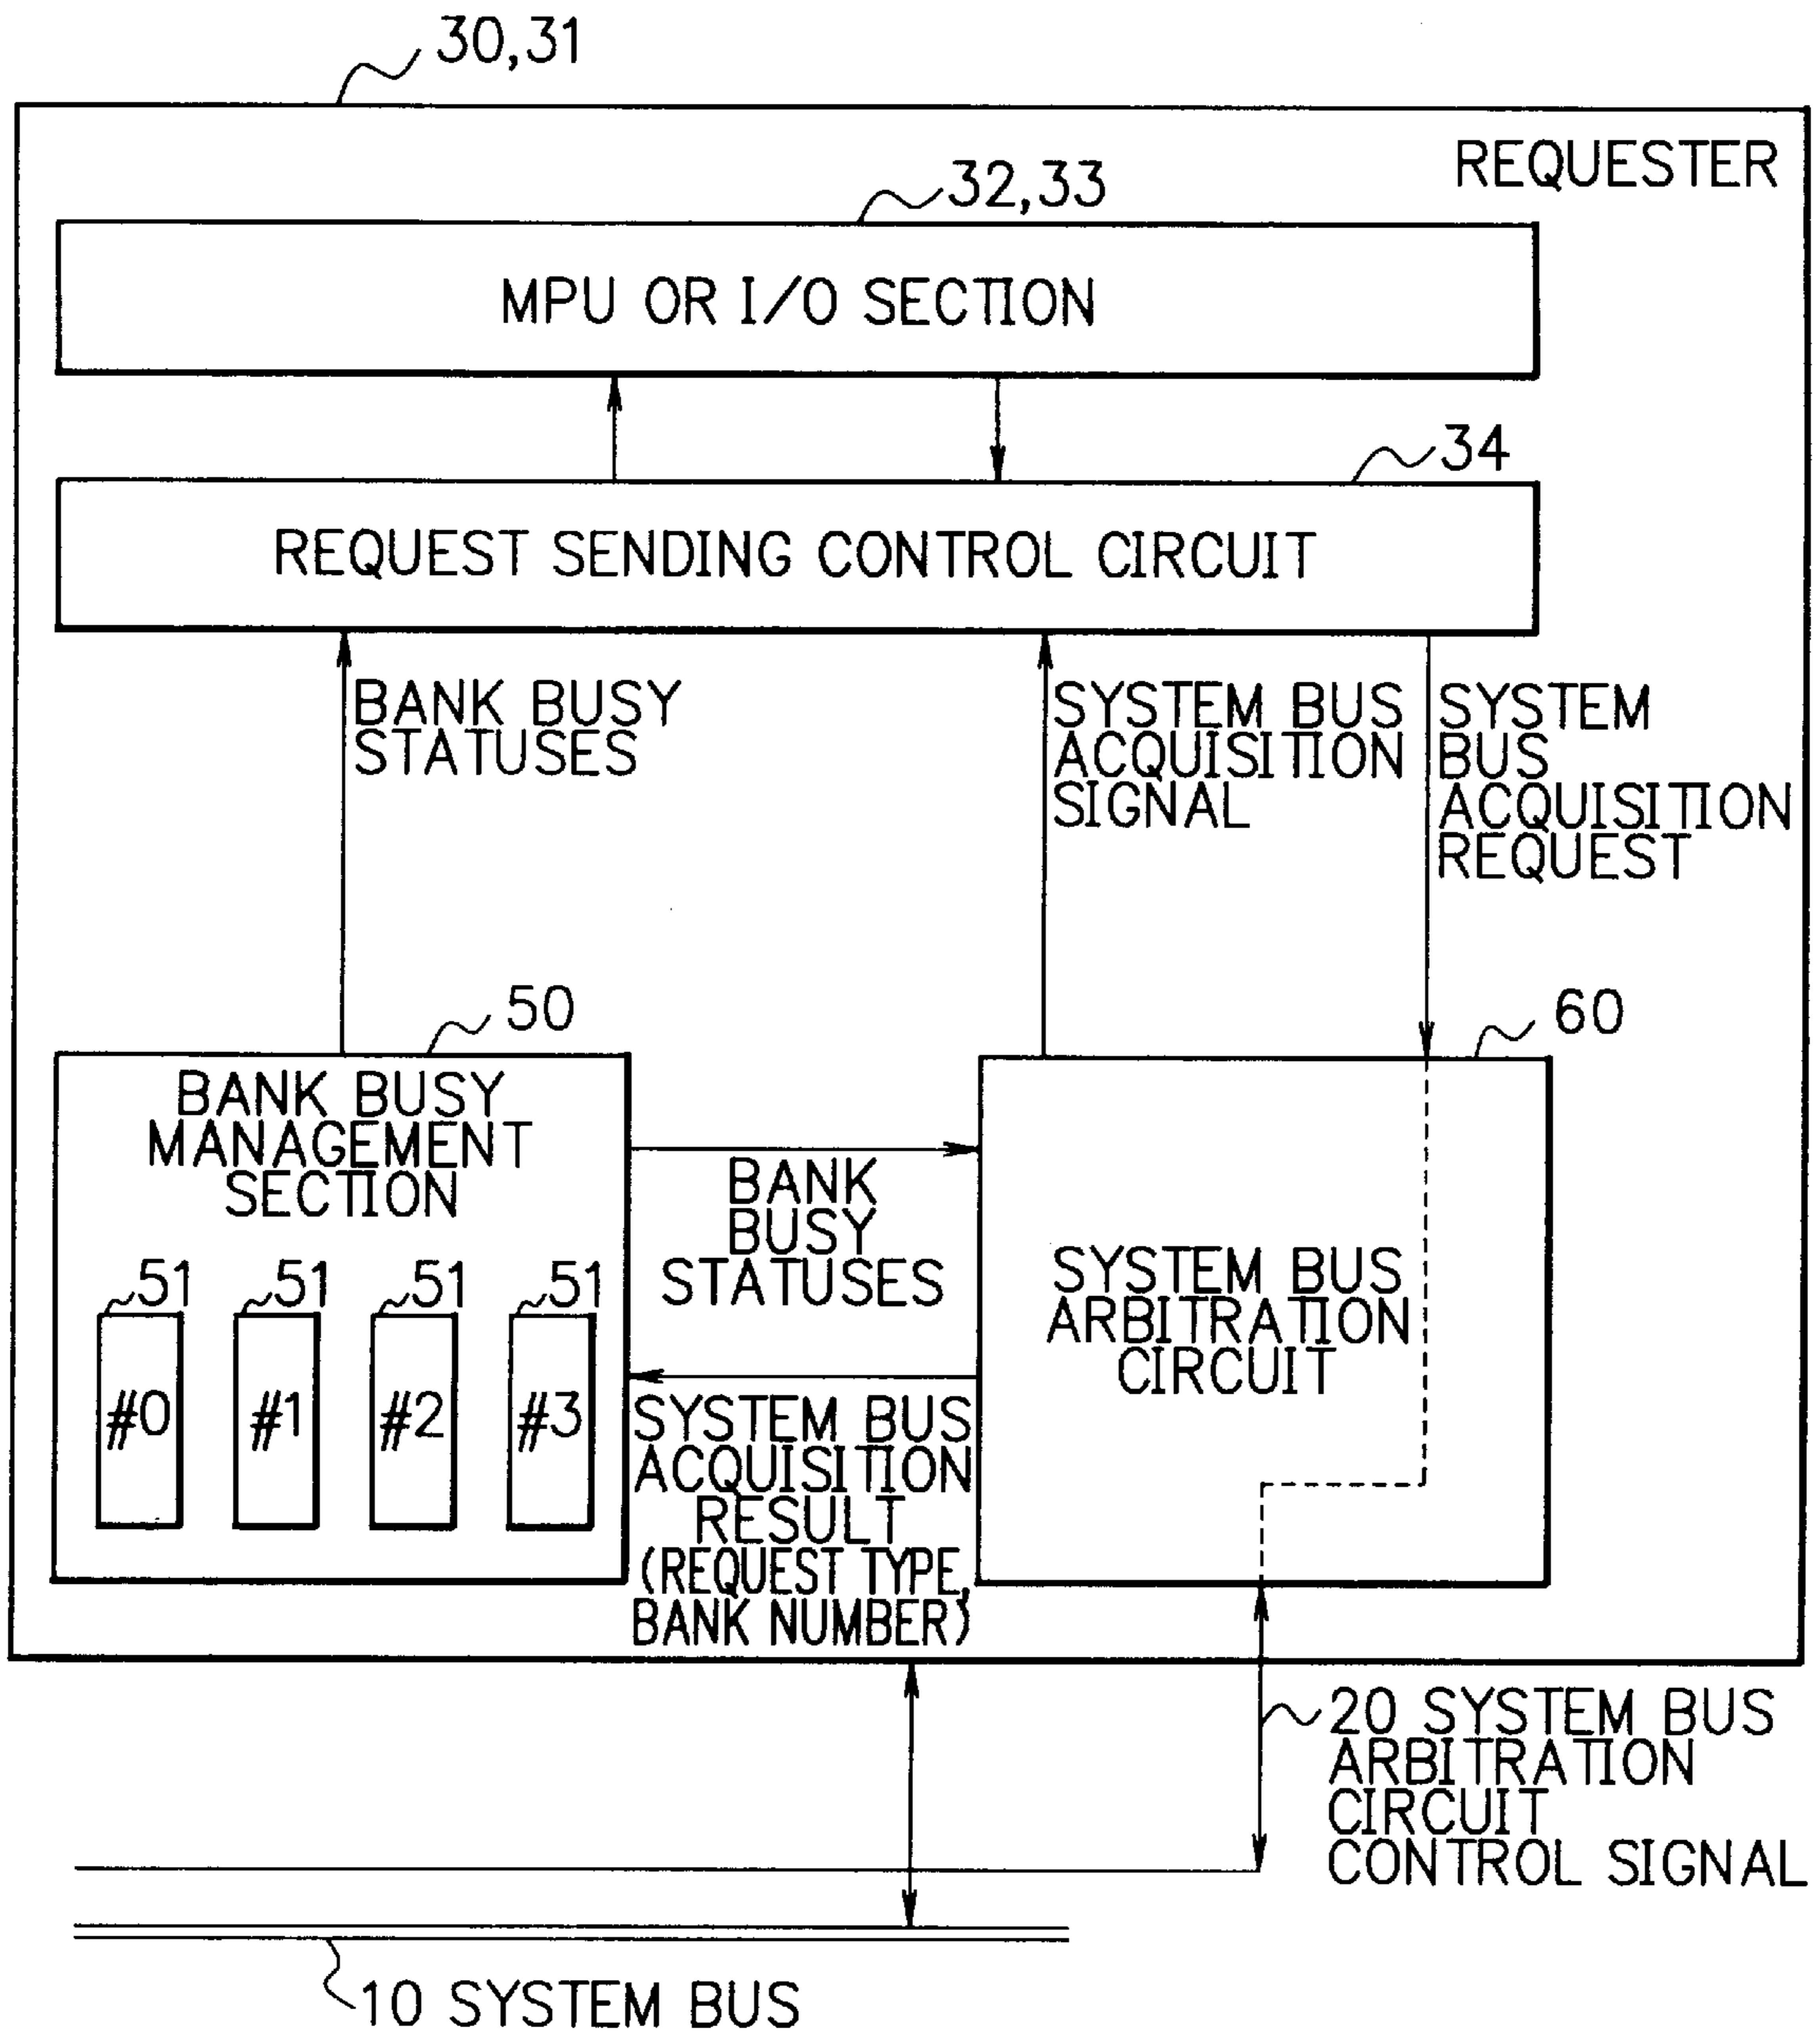 30,31
REQUESTER
32,33
MPU OR I/O SECTION
34
REQUEST SENDING CONTROL CIRCUIT
BANK BUSY
STATUSES
SYSTEM BUS
ACQUISITION
SIGNAL
SYSTEM
BUS
ACQUISITION
REQUEST
50
BANK BUSY
MANAGEMENT
SECTION
51 51 51 51
#0 #1 #2 #3
BANK
BUSY
STATUSES
SYSTEM BUS
ACQUISITION
RESULT
(REQUEST TYPE,
BANK NUMBER)
60
SYSTEM BUS
ARBITRATION
CIRCUIT
20 SYSTEM BUS
ARBITRATION
CIRCUIT
CONTROL SIGNAL
10 SYSTEM BUS